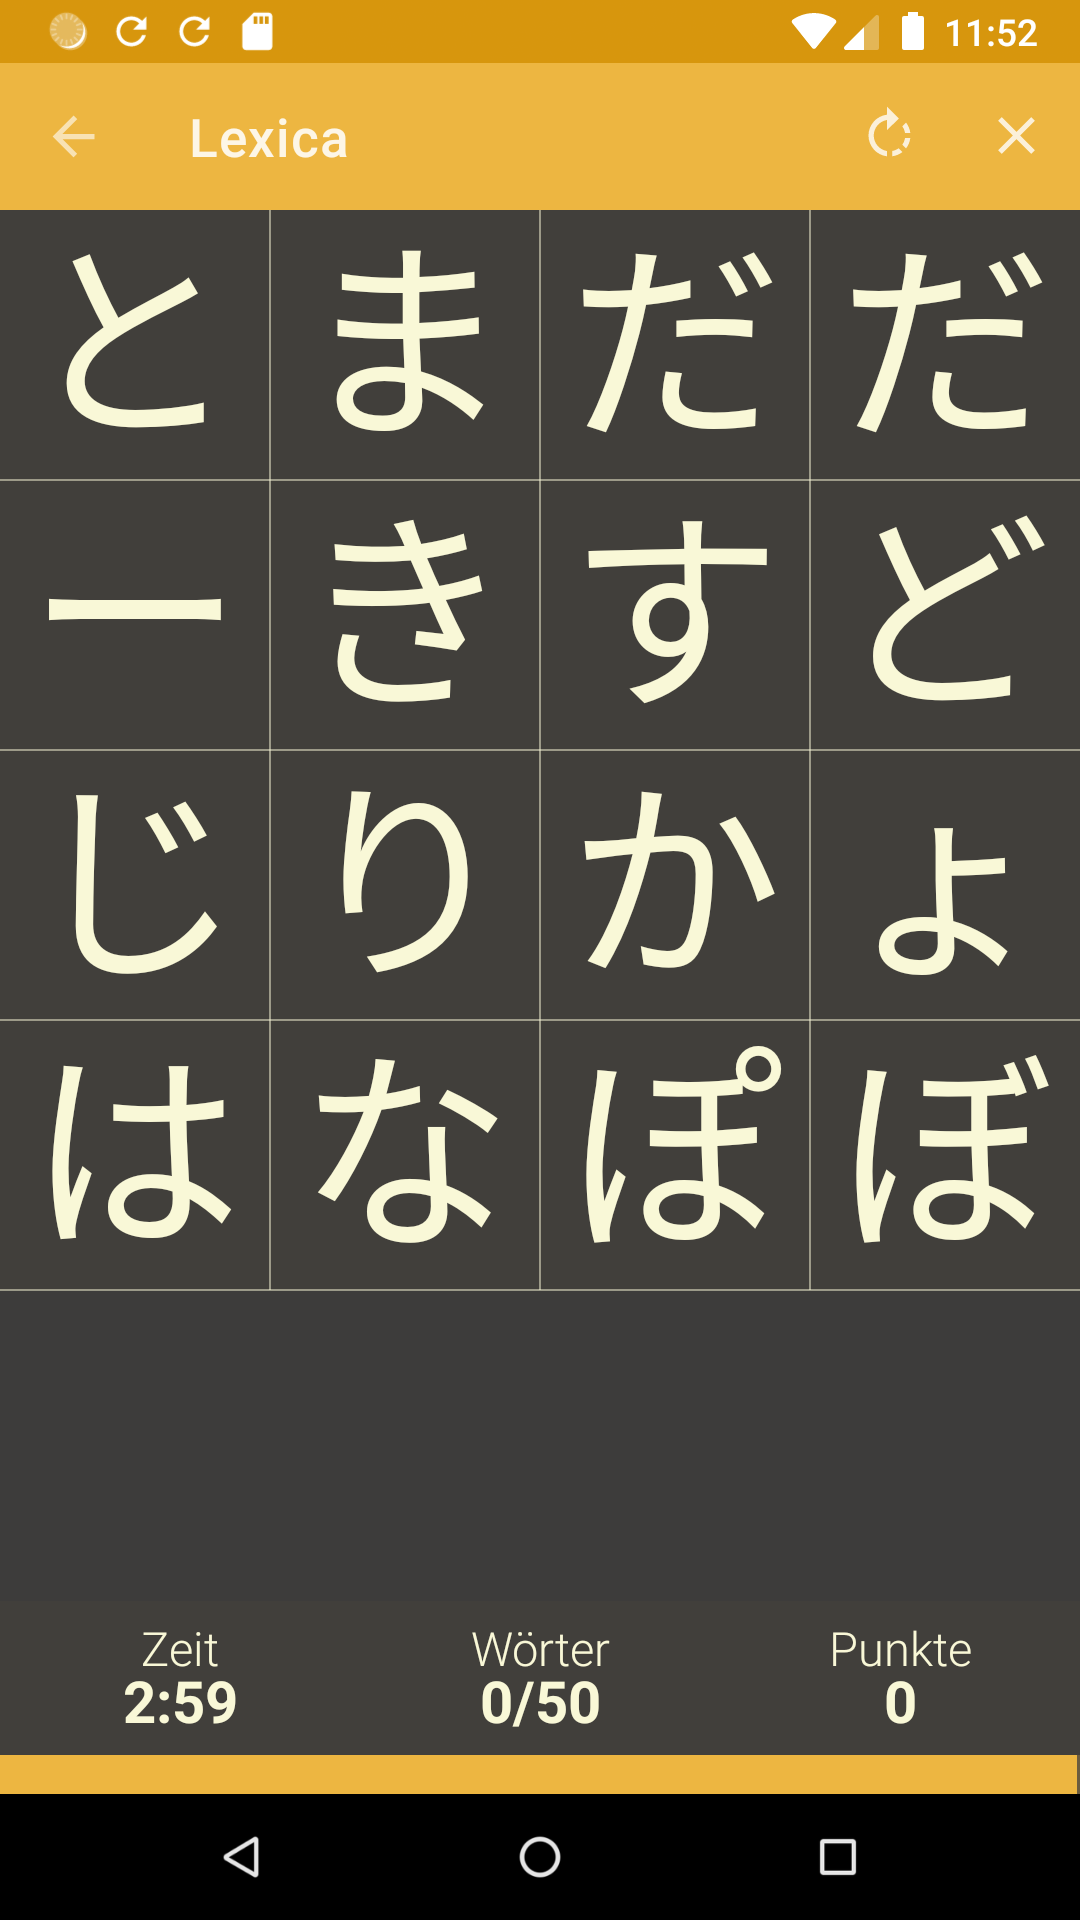 11:52
Lexica
と ま だ だ
ー き す ど
じ り か ょ
は な ぽ ぼ
Zeit Wörter Punkte
2:59 0/50 0